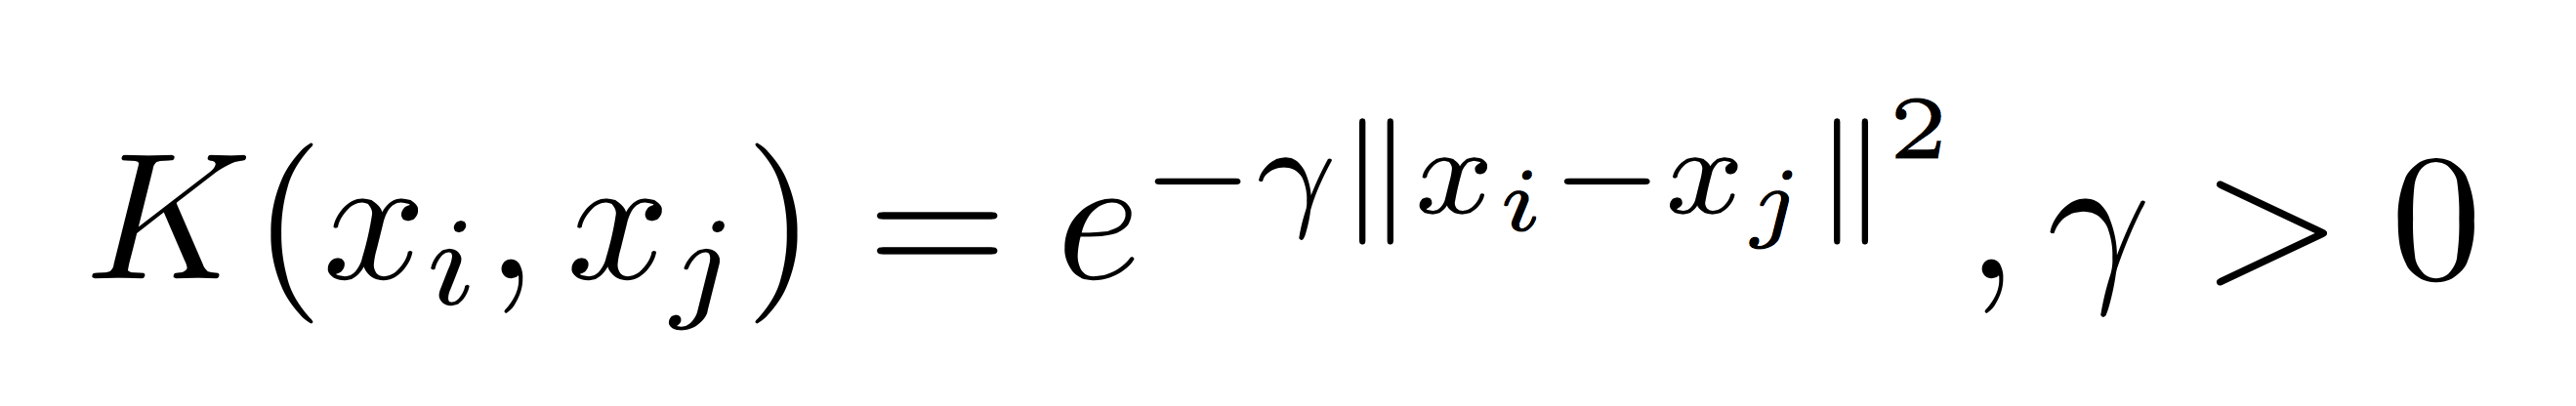 K(x_i, x_j) = e^{-γ‖x_i-x_j‖^2}, γ > 0